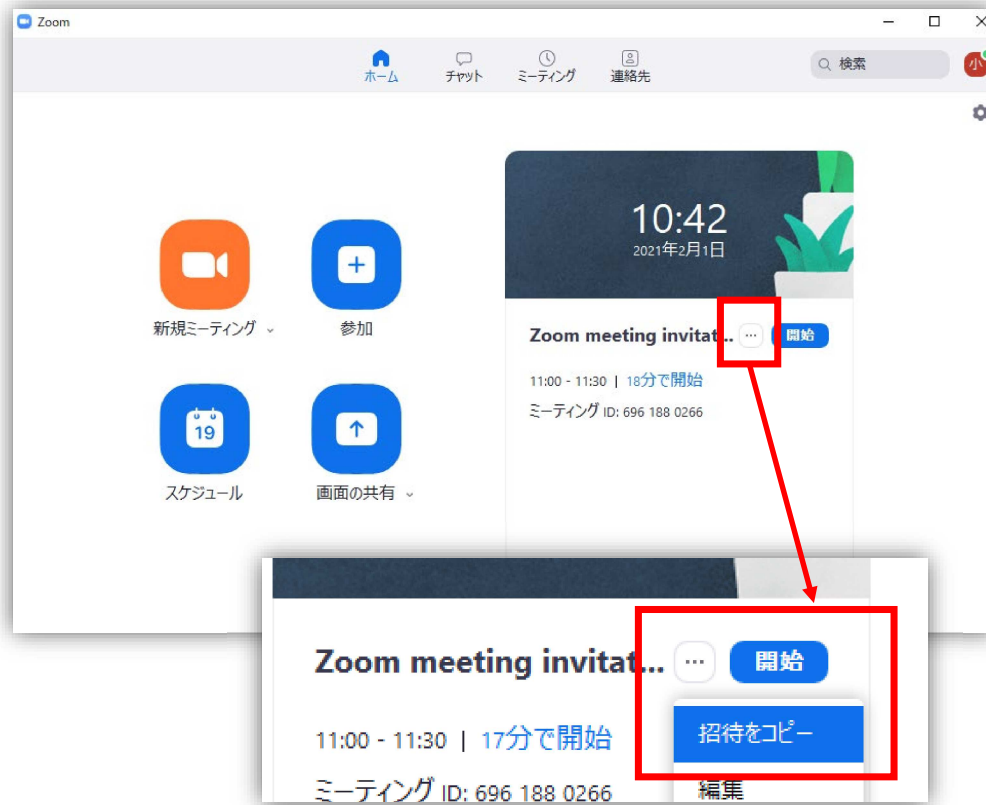 Zoom
ホーム
チャット
ミーティング
連絡先
検索
小
10:42
2021年2月1日
新規ミーティング
参加
Zoom meeting invitat... ... 開始
11:00 - 11:30 | 18分で開始
ミーティング ID: 696 188 0266
19
スケジュール
画面の共有
Zoom meeting invitat... ... 開始
11:00 - 11:30 | 17分で開始
招待をコピー
ミーティング ID: 696 188 0266
編集